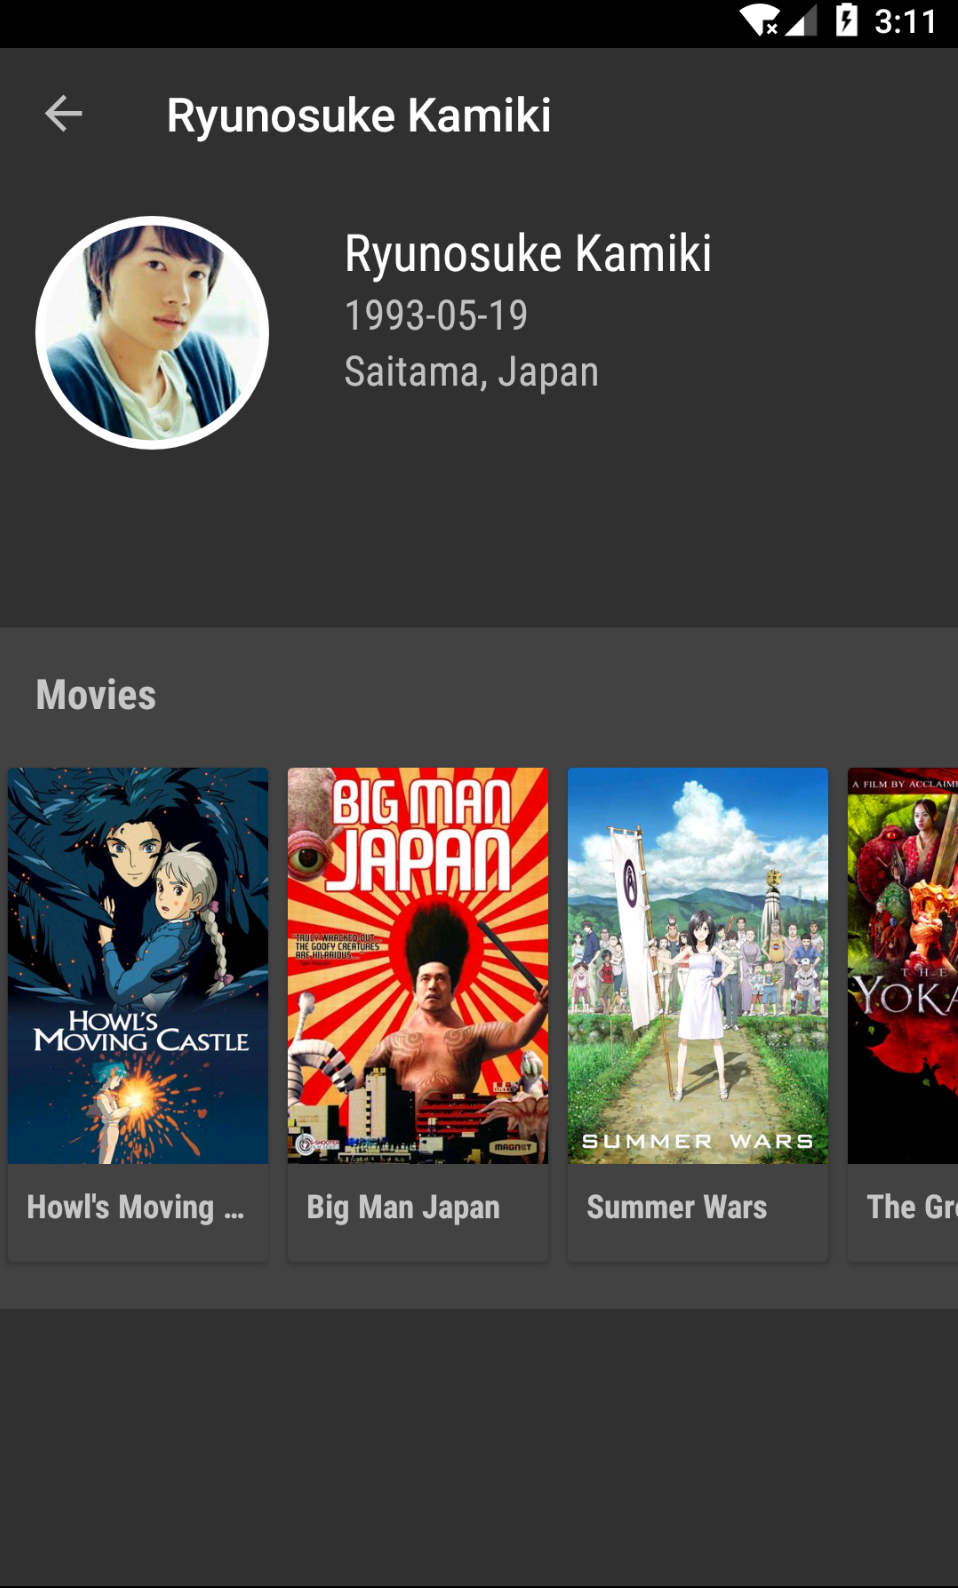 3:11
Ryunosuke Kamiki
Ryunosuke Kamiki
1993-05-19
Saitama, Japan
Movies
HOWL'S
MOVING CASTLE
BIG MAN
JAPAN
TRULY WHACKED OUT...
THE GOOFY CREATURES
ARE HILARIOUS...
MAGNET
SUMMER WARS
A FILM BY ACCLAIM
THE
YOKA
Howl's Moving ...
Big Man Japan
Summer Wars
The Gre